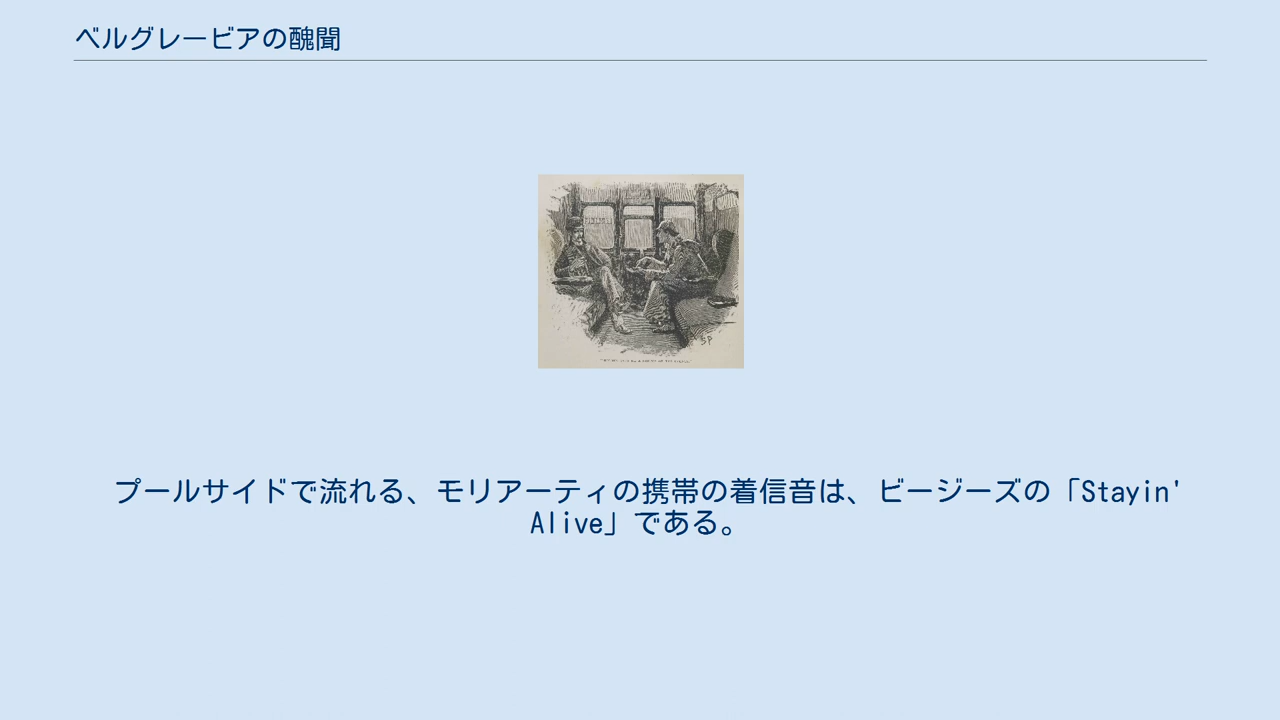 ベルグレービアの醜聞
プールサイドで流れる、モリアーティの携帯の着信音は、ビージーズの「Stayin'
Alive」である。